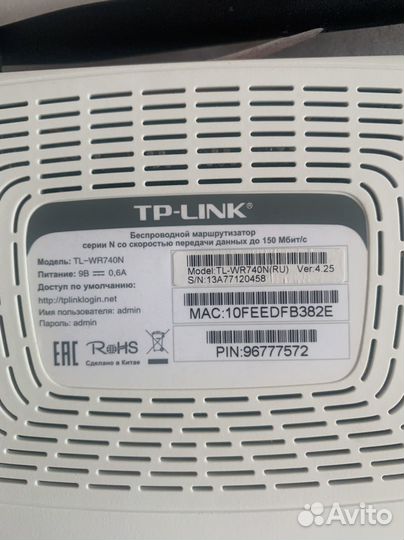 TP-LINK®
Беспроводной маршрутизатор
серии N со скоростью передачи данных до 150 Мбит/с
Модель: TL-WR740N
Питание: 9В 0,6А
Доступ по умолчанию:
http://tplinklogin.net
Имя пользователя: admin
Пароль: admin
EAC RoHS
Сделано в Китае
Model:TL-WR740N(RU) Ver:4.25
S/N:13A77120458
MAC:10FEEDFB382E
PIN:96777572
Avito